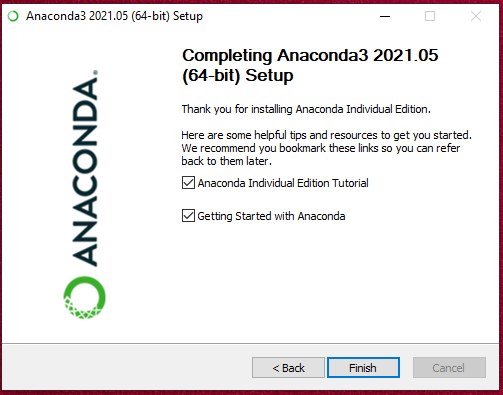 Anaconda3 2021.05 (64-bit) Setup
ANACONDA.
Completing Anaconda3 2021.05
(64-bit) Setup
Thank you for installing Anaconda Individual Edition.
Here are some helpful tips and resources to get you started.
We recommend you bookmark these links so you can refer
back to them later.
Anaconda Individual Edition Tutorial
Getting Started with Anaconda
< Back
Finish
Cancel